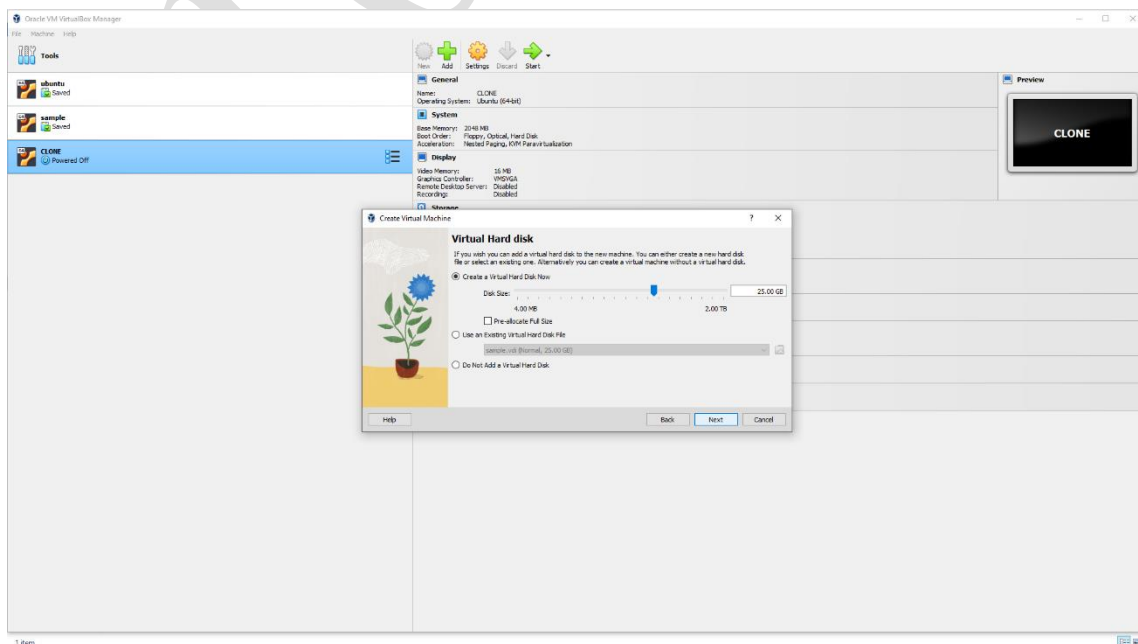 Oracle VM VirtualBox Manager
File Machine Help
Tools
New Add Settings Discard Start
ubuntu
Saved
sample
Saved
CLONE
Powered Off
General
Name: CLONE
Operating System: Ubuntu (64-bit)
System
Base Memory: 2048 MB
Boot Order: Floppy, Optical, Hard Disk
Acceleration: Nested Paging, KVM Paravirtualization
Display
Video Memory: 16 MB
Graphics Controller: VMSVGA
Remote Desktop Server: Disabled
Recording: Disabled
Storage
Preview
CLONE
Create Virtual Machine
? 
Virtual Hard disk
If you wish you can add a virtual hard disk to the new machine. You can either create a new hard disk
file or select an existing one. Alternatively you can create a virtual machine without a virtual hard disk.
Create a Virtual Hard Disk Now
Disk Size: 25.00 GB
4.00 MB 2.00 TB
Pre-allocate Full Size
Use an Existing Virtual Hard Disk File
sample.vdi (Normal, 25.00 GB)
Do Not Add a Virtual Hard Disk
Help Back Next Cancel
1 item